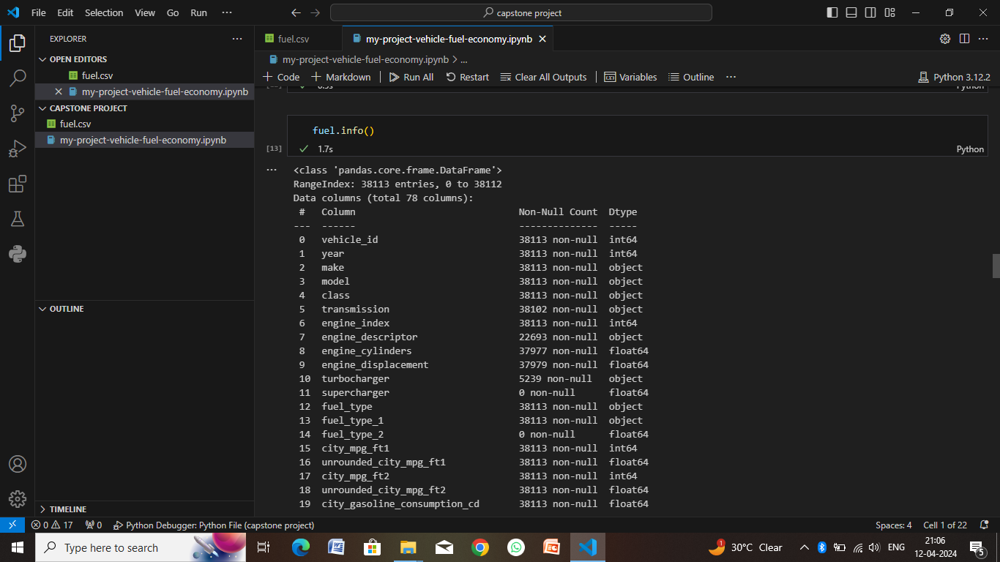 File Edit Selection View Go Run ··· capstone project
EXPLORER ···
OPEN EDITORS
fuel.csv
my-project-vehicle-fuel-economy.ipynb
CAPSTONE PROJECT
fuel.csv
my-project-vehicle-fuel-economy.ipynb
OUTLINE
TIMELINE
fuel.csv my-project-vehicle-fuel-economy.ipynb
my-project-vehicle-fuel-economy.ipynb > ...
+ Code + Markdown Run All Restart Clear All Outputs Variables Outline ··· Python 3.12.2
Python
fuel.info()
[13] 1.7s Python
<class 'pandas.core.frame.DataFrame'>
RangeIndex: 38113 entries, 0 to 38112
Data columns (total 78 columns):
# Column Non-Null Count Dtype
--- ------ -------------- -----
0 vehicle_id 38113 non-null int64
1 year 38113 non-null int64
2 make 38113 non-null object
3 model 38113 non-null object
4 class 38113 non-null object
5 transmission 38102 non-null object
6 engine_index 38113 non-null int64
7 engine_descriptor 22693 non-null object
8 engine_cylinders 37977 non-null float64
9 engine_displacement 37979 non-null float64
10 turbocharger 5239 non-null object
11 supercharger 0 non-null float64
12 fuel_type 38113 non-null object
13 fuel_type_1 38113 non-null object
14 fuel_type_2 0 non-null float64
15 city_mpg_ft1 38113 non-null int64
16 unrounded_city_mpg_ft1 38113 non-null float64
17 city_mpg_ft2 38113 non-null int64
18 unrounded_city_mpg_ft2 38113 non-null float64
19 city_gasoline_consumption_cd 38113 non-null float64
0 17 0 Python Debugger: Python File (capstone project) Spaces: 4 Cell 1 of 22
Type here to search 1 30°C Clear ENG 21:06 5
12-04-2024